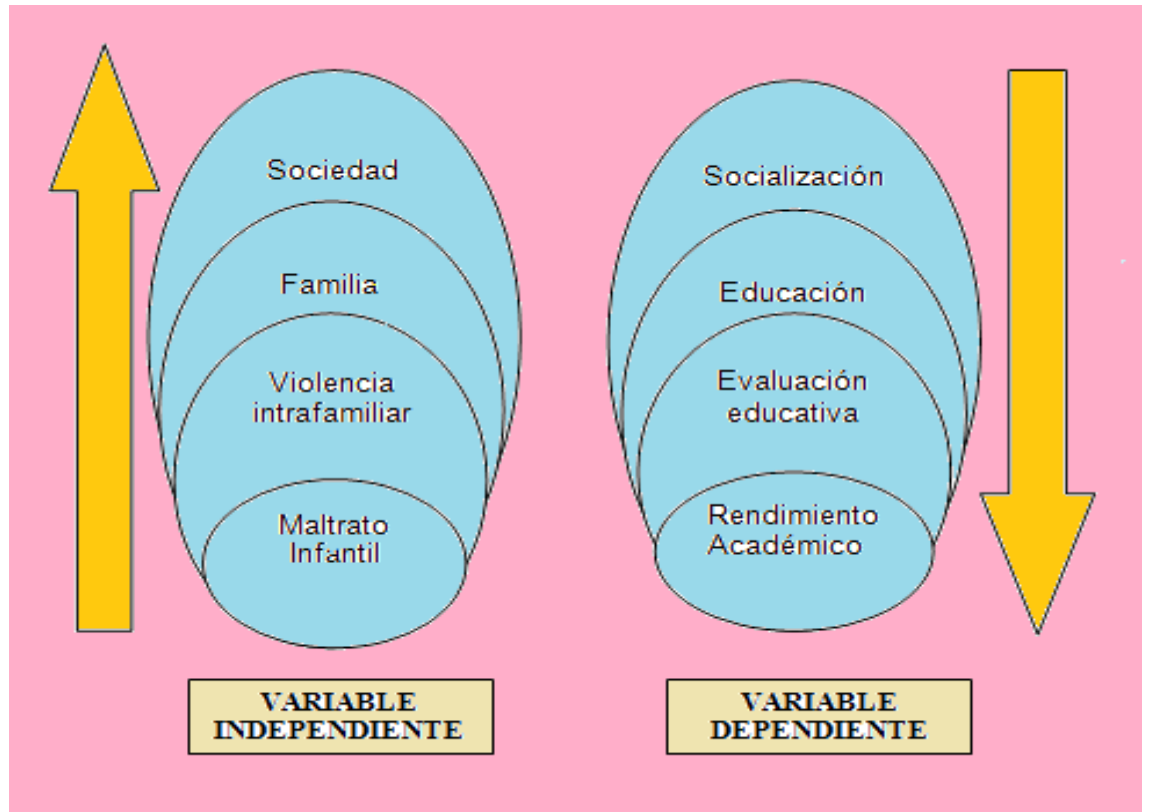 Sociedad
Familia
Violencia
intrafamiliar
Maltrato
Infantil
VARIABLE
INDEPENDIENTE
Socialización
Educación
Evaluación
educativa
Rendimiento
Académico
VARIABLE
DEPENDIENTE